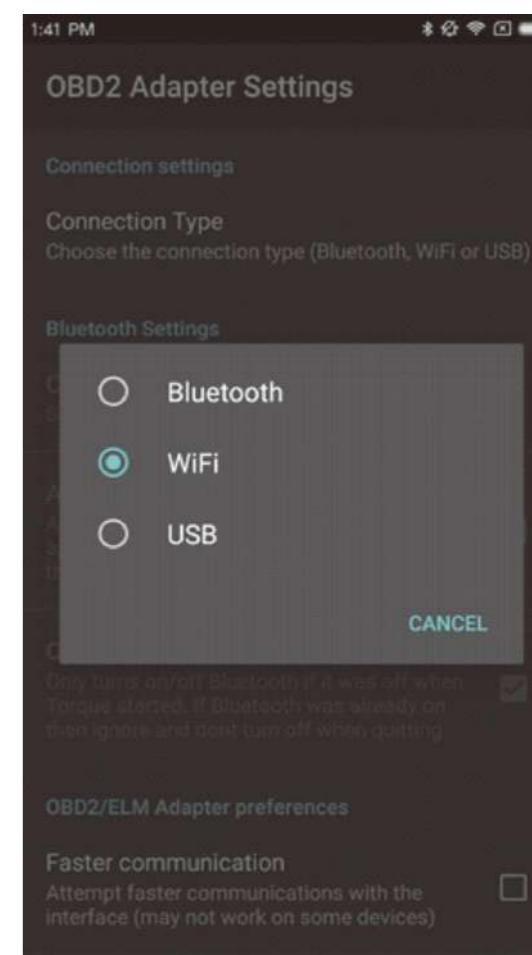 1:41 PM
OBD2 Adapter Settings
Connection settings
Connection Type
Choose the connection type (Bluetooth, WiFi or USB)
Bluetooth Settings
Bluetooth
WiFi
USB
CANCEL
Only turns on/off Bluetooth if it was off when
Torque started. If Bluetooth was already on
then ignore and dont turn off when quitting
OBD2/ELM Adapter preferences
Faster communication
Attempt faster communications with the
interface (may not work on some devices)